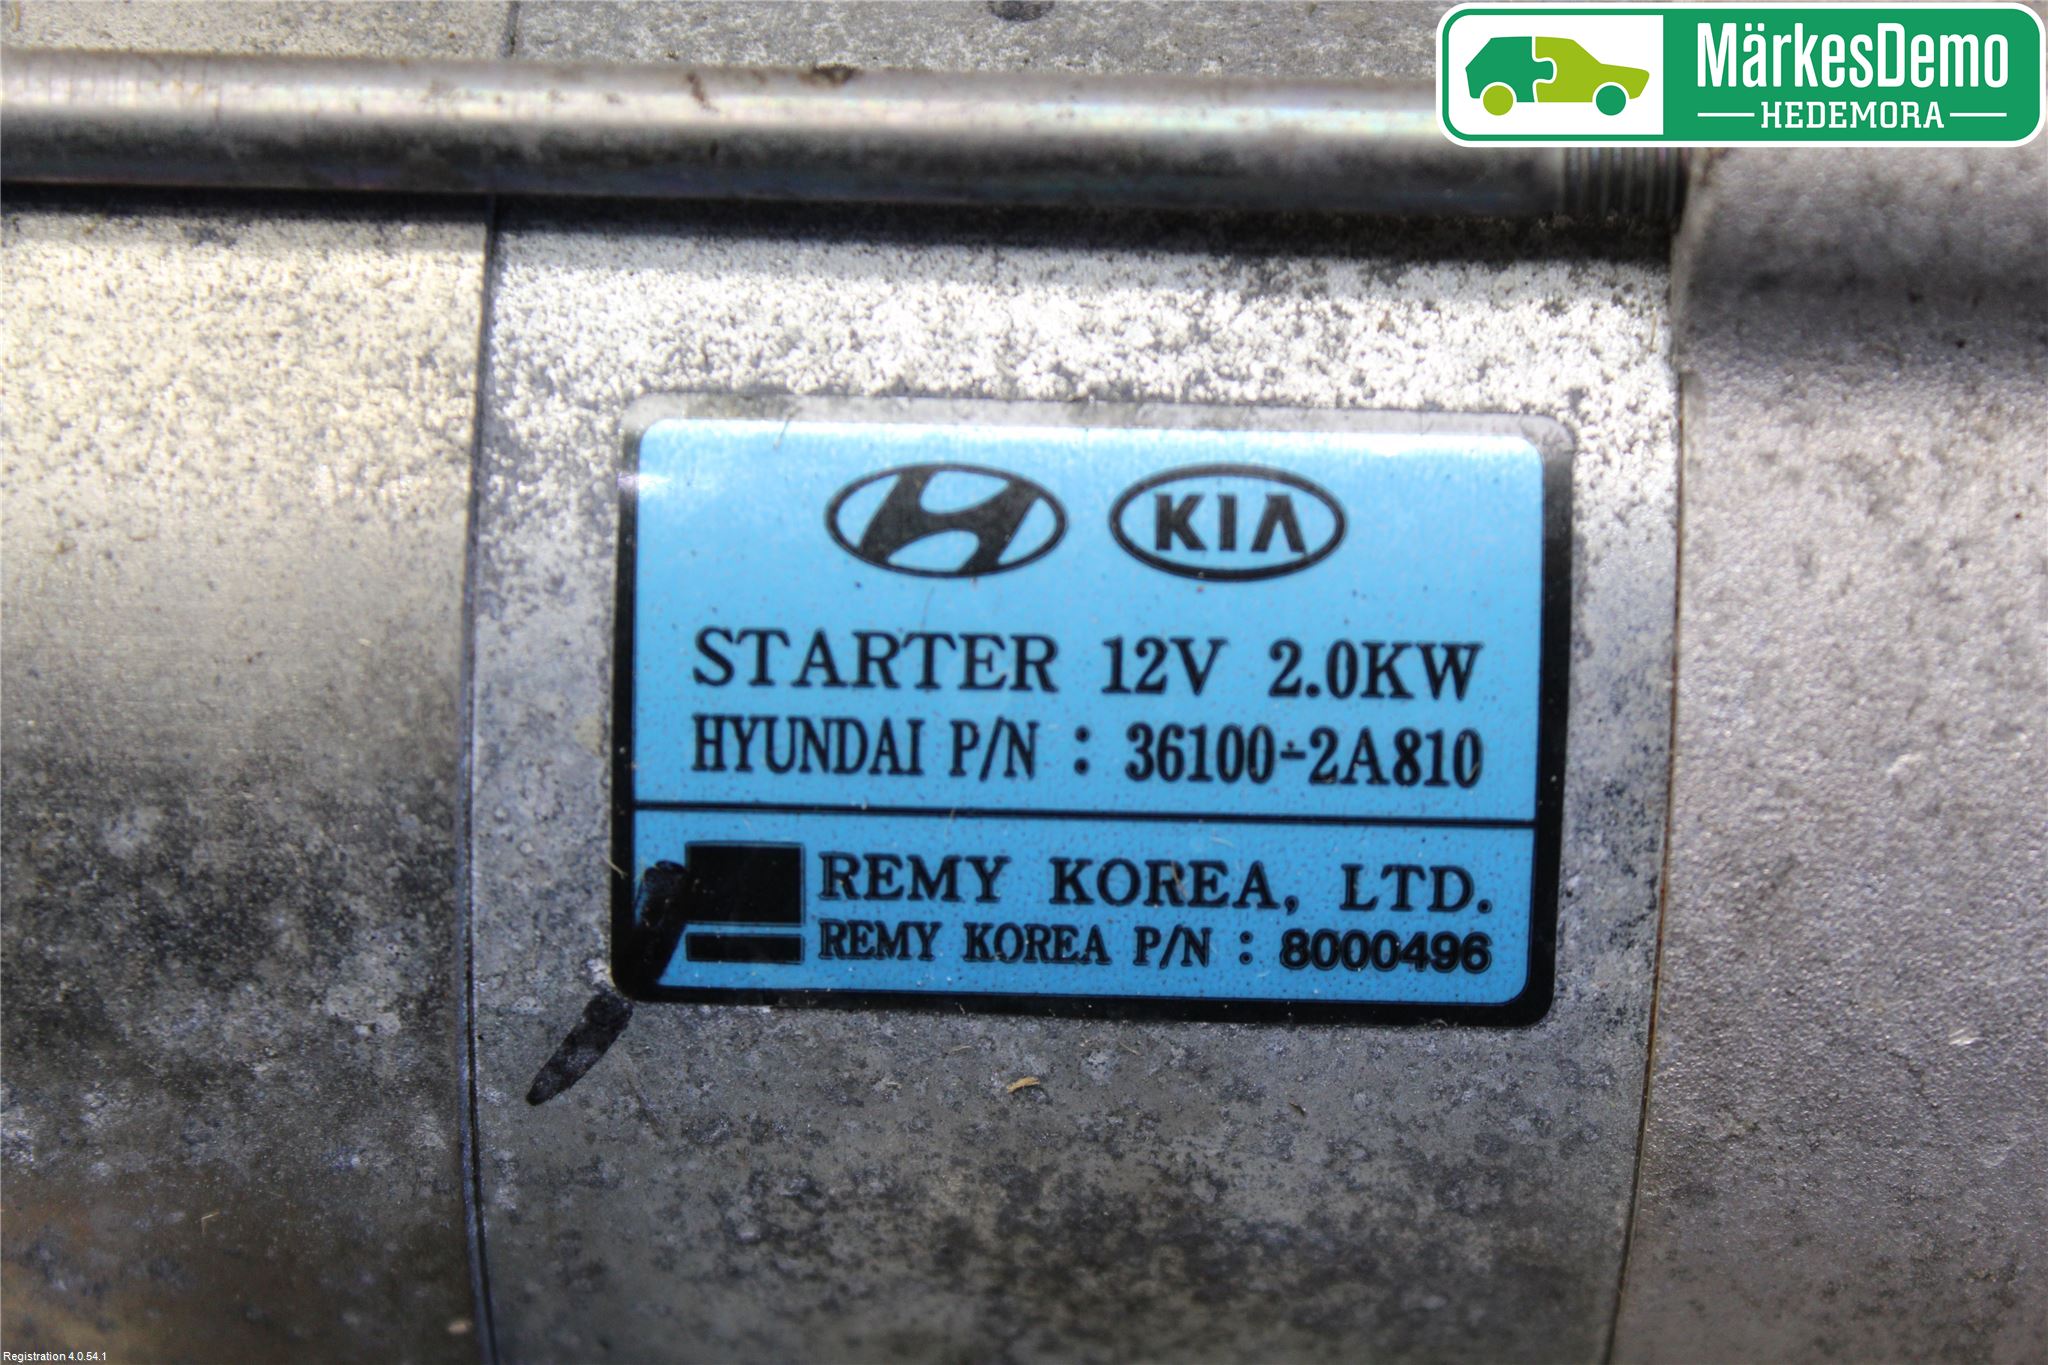 MärkesDemo
HEDEMORA
KIA
STARTER 12V 2.0KW
HYUNDAI P/N : 36100-2A810
REMY KOREA, LTD.
REMY KOREA P/N : 8000496
Registration 4.0.54.1